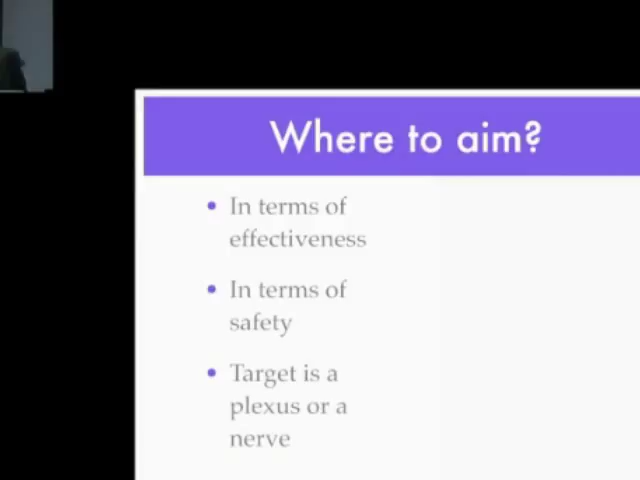 Where to aim?
• In terms of
effectiveness
• In terms of
safety
• Target is a
plexus or a
nerve